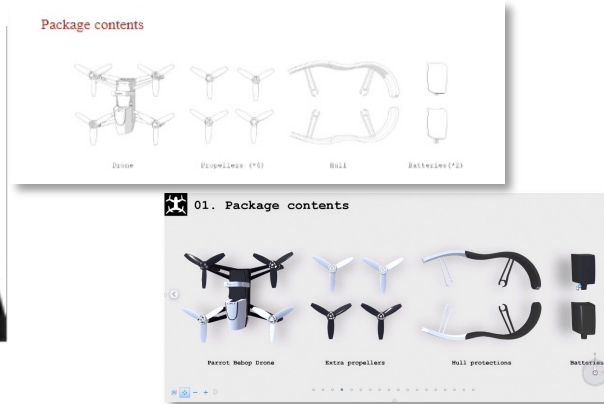 Package contents
Drone Propellers (*4) Hull Batteries(*2)
01. Package contents
Parrot Bebop Drone Extra propellers Hull protections Batteries